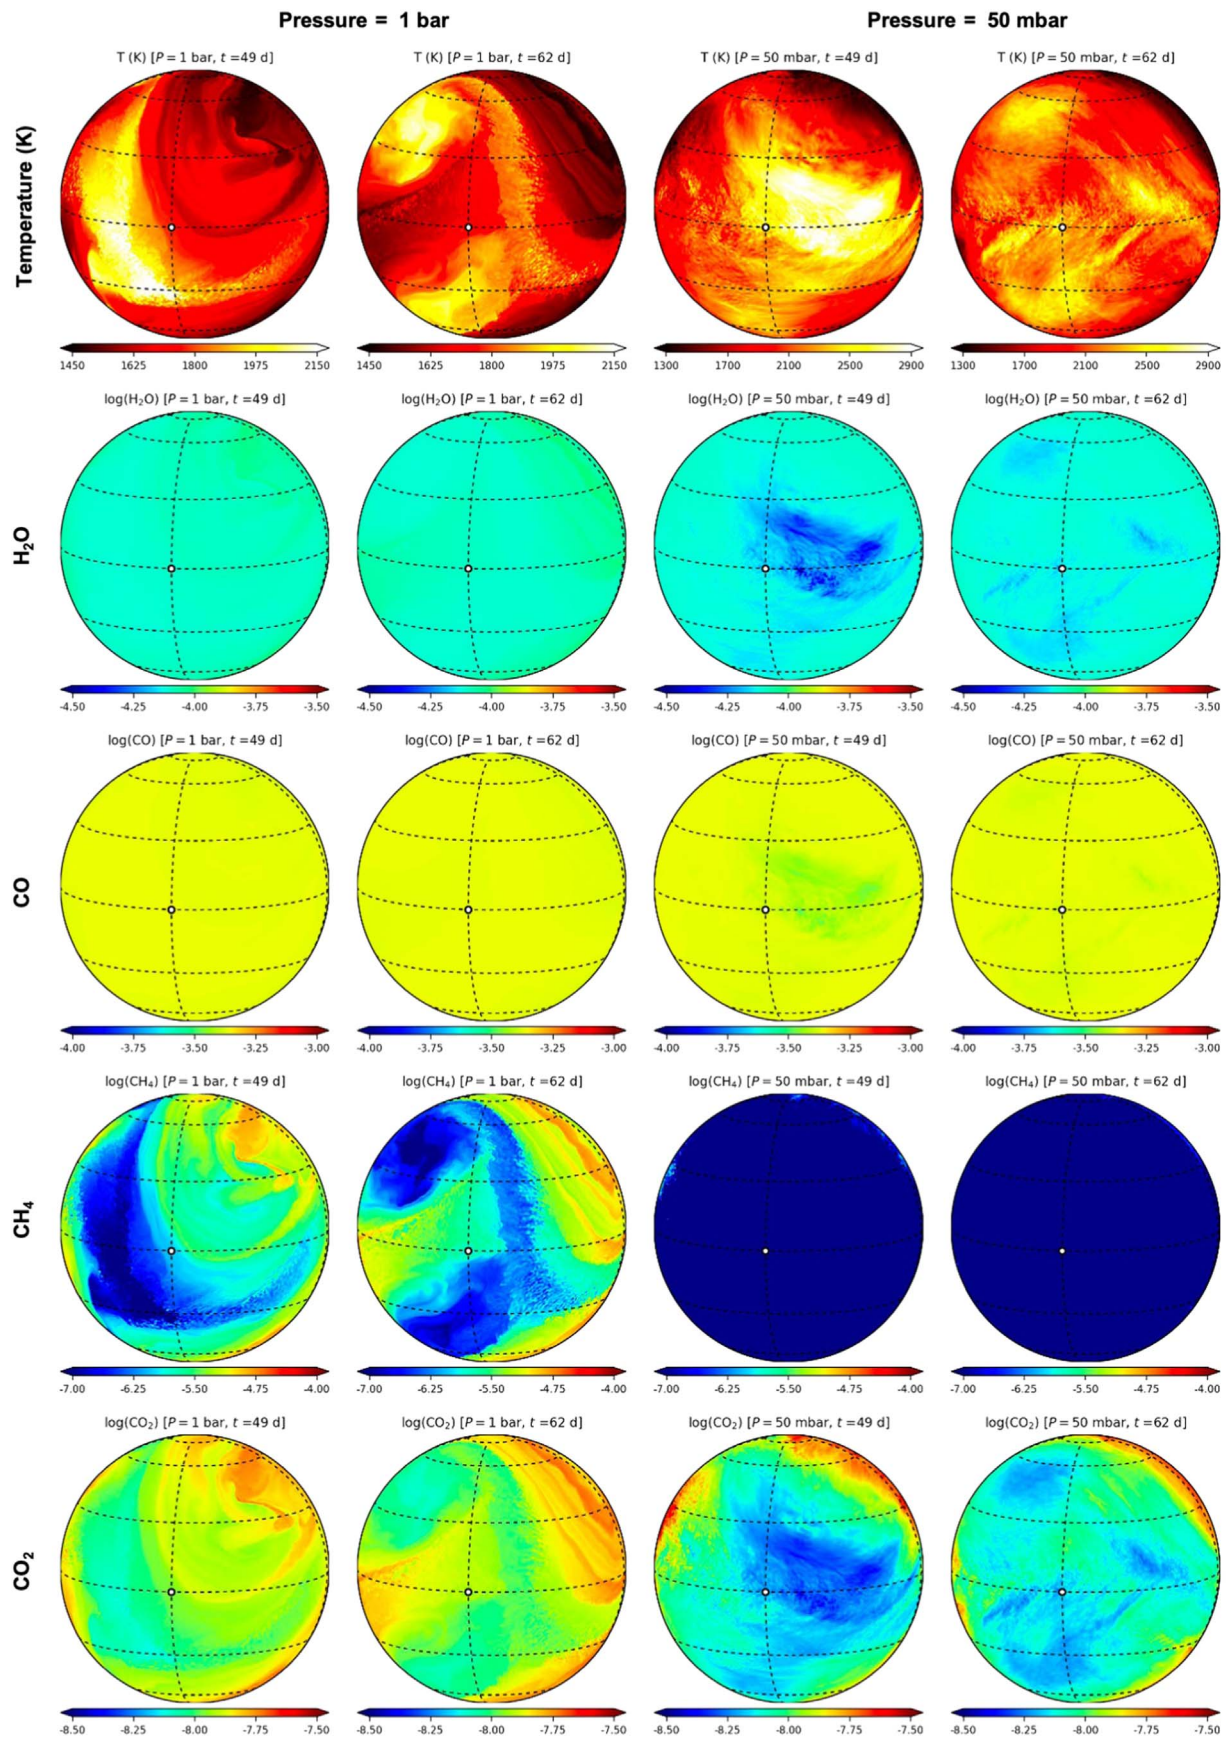 Pressure = 1 bar Pressure = 50 mbar
T (K) [P = 1 bar, t =49 d] T (K) [P = 1 bar, t =62 d] T (K) [P = 50 mbar, t =49 d] T (K) [P = 50 mbar, t =62 d]
Temperature (K)
1450 1625 1800 1975 2150 1450 1625 1800 1975 2150 1300 1700 2100 2500 2900 1300 1700 2100 2500 2900
log(H₂O) [P = 1 bar, t =49 d] log(H₂O) [P = 1 bar, t =62 d] log(H₂O) [P = 50 mbar, t =49 d] log(H₂O) [P = 50 mbar, t =62 d]
H₂O
-4.50 -4.25 -4.00 -3.75 -3.50 -4.50 -4.25 -4.00 -3.75 -3.50 -4.50 -4.25 -4.00 -3.75 -3.50 -4.50 -4.25 -4.00 -3.75 -3.50
log(CO) [P = 1 bar, t =49 d] log(CO) [P = 1 bar, t =62 d] log(CO) [P = 50 mbar, t =49 d] log(CO) [P = 50 mbar, t =62 d]
CO
-4.00 -3.75 -3.50 -3.25 -3.00 -4.00 -3.75 -3.50 -3.25 -3.00 -4.00 -3.75 -3.50 -3.25 -3.00 -4.00 -3.75 -3.50 -3.25 -3.00
log(CH₄) [P = 1 bar, t =49 d] log(CH₄) [P = 1 bar, t =62 d] log(CH₄) [P = 50 mbar, t =49 d] log(CH₄) [P = 50 mbar, t =62 d]
CH₄
-7.00 -6.25 -5.50 -4.75 -4.00 -7.00 -6.25 -5.50 -4.75 -4.00 -7.00 -6.25 -5.50 -4.75 -4.00 -7.00 -6.25 -5.50 -4.75 -4.00
log(CO₂) [P = 1 bar, t =49 d] log(CO₂) [P = 1 bar, t =62 d] log(CO₂) [P = 50 mbar, t =49 d] log(CO₂) [P = 50 mbar, t =62 d]
CO₂
-8.50 -8.25 -8.00 -7.75 -7.50 -8.50 -8.25 -8.00 -7.75 -7.50 -8.50 -8.25 -8.00 -7.75 -7.50 -8.50 -8.25 -8.00 -7.75 -7.50